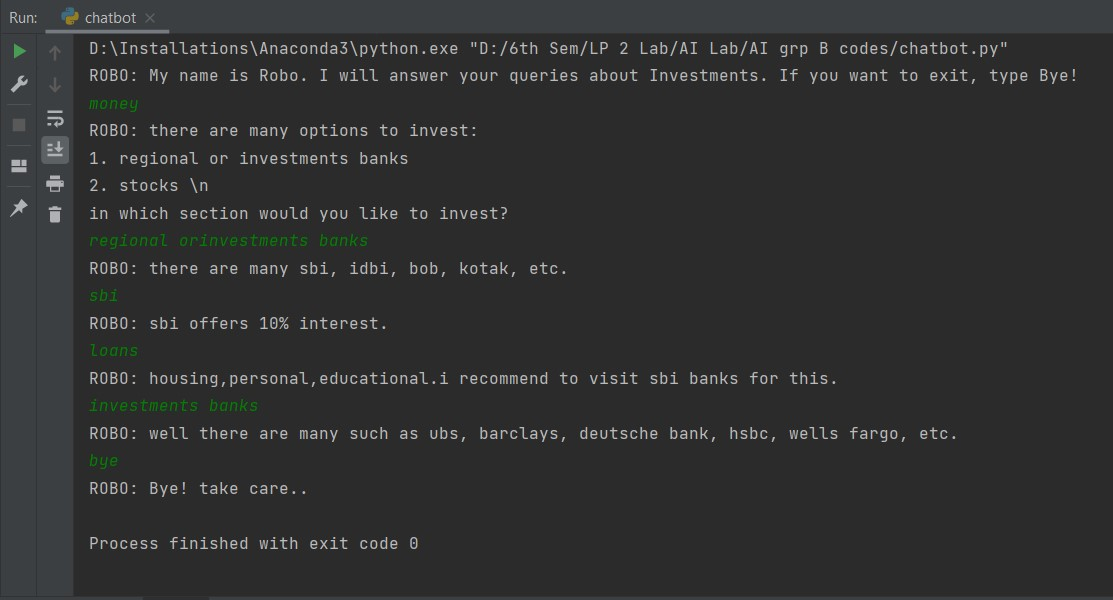 Run: chatbot
D:\Installations\Anaconda3\python.exe "D:/6th Sem/LP 2 Lab/AI Lab/AI grp B codes/chatbot.py"
ROBO: My name is Robo. I will answer your queries about Investments. If you want to exit, type Bye!
money
ROBO: there are many options to invest:
1. regional or investments banks
2. stocks \n
in which section would you like to invest?
regional orinvestments banks
ROBO: there are many sbi, idbi, bob, kotak, etc.
sbi
ROBO: sbi offers 10% interest.
loans
ROBO: housing,personal,educational.i recommend to visit sbi banks for this.
investments banks
ROBO: well there are many such as ubs, barclays, deutsche bank, hsbc, wells fargo, etc.
bye
ROBO: Bye! take care..
Process finished with exit code 0